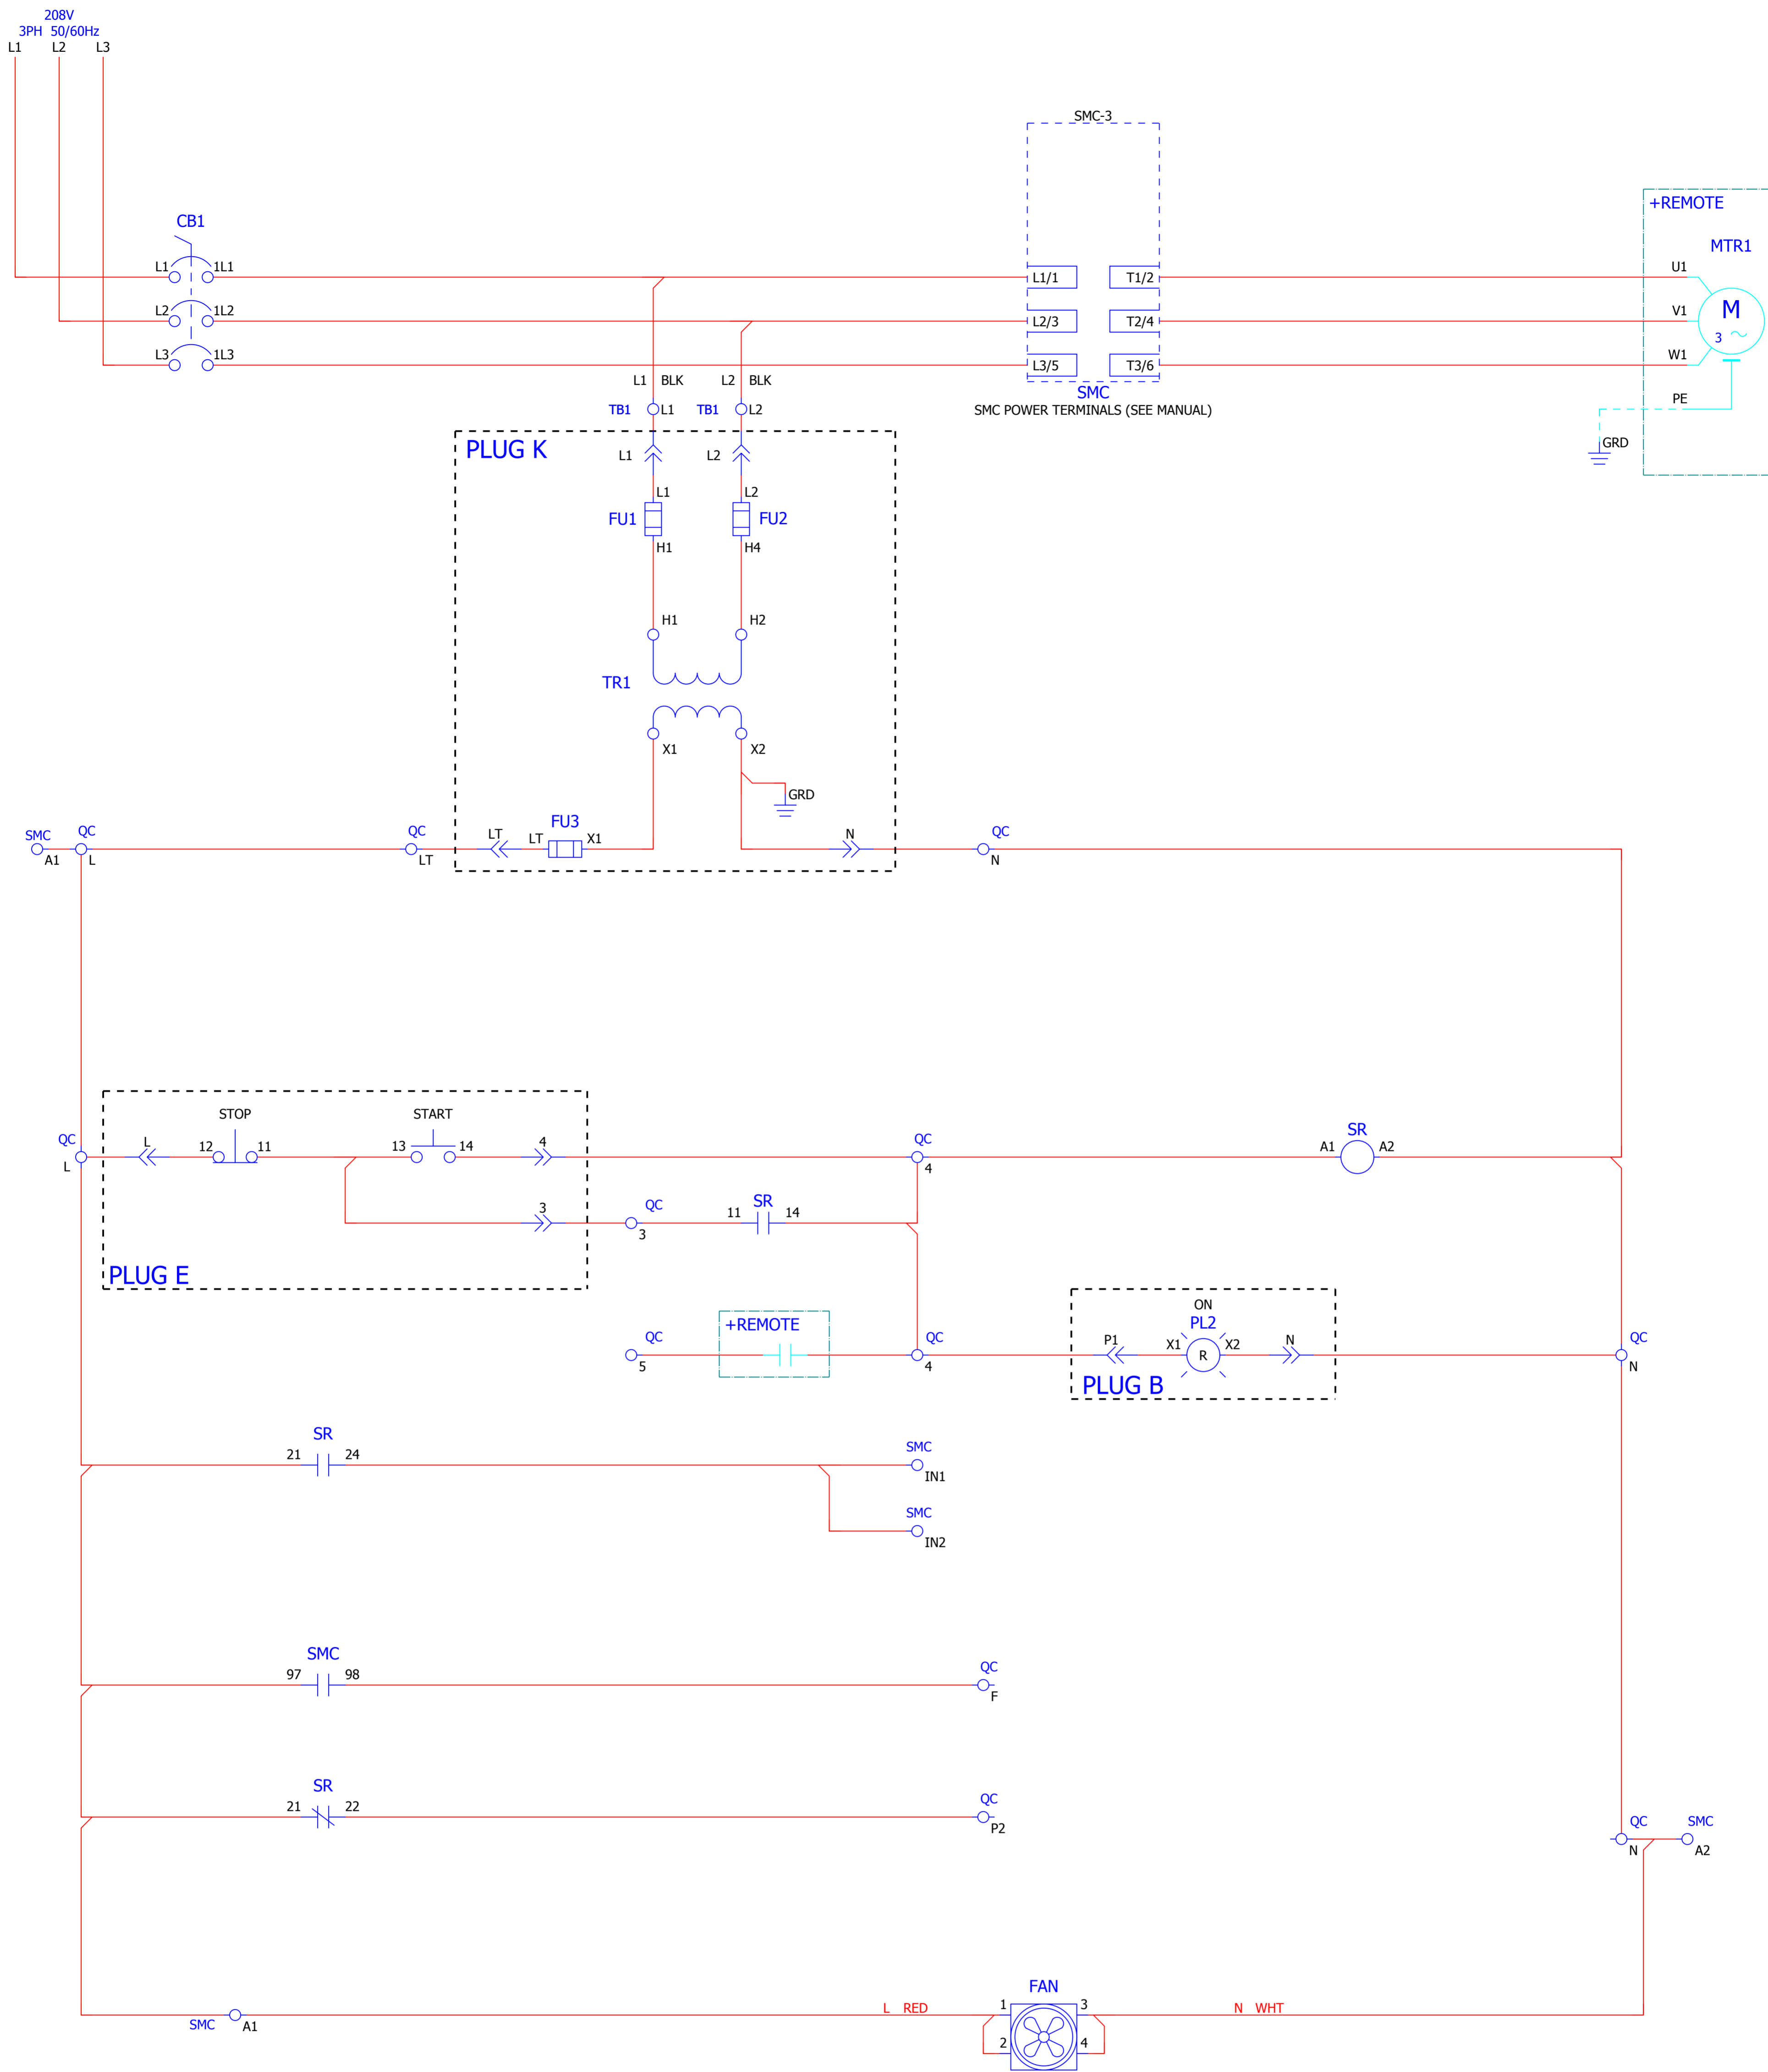 208V
3PH 50/60Hz
L1 L2 L3
SMC-3
+REMOTE
CB1
MTR1
L1 1L1 L1/1 T1/2 U1
L2 1L2 L2/3 T2/4 V1
M
3
L3 1L3 L3/5 T3/6 W1
L1 BLK L2 BLK
SMC
PE
TB1 L1 TB1 L2
SMC POWER TERMINALS (SEE MANUAL)
GRD
PLUG K
L1 L2
L1 L2
FU1 FU2
H1 H4
H1 H2
TR1
X1 X2
GRD
FU3
SMC QC QC LT LT X1 N QC
A1 L LT N
STOP START
QC L 12 11 13 14 4 QC SR
A1 A2
L 4
3 QC 11 SR 14
3
PLUG E
ON
+REMOTE
PL2
QC QC P1 X1 R X2 N QC
5 4 N
PLUG B
SR
21 24
SMC
IN1
SMC
IN2
SMC
97 98
QC
F
SR
21 22
QC
P2
QC SMC
N A2
FAN
L RED 1 3 N WHT
SMC A1
2 4